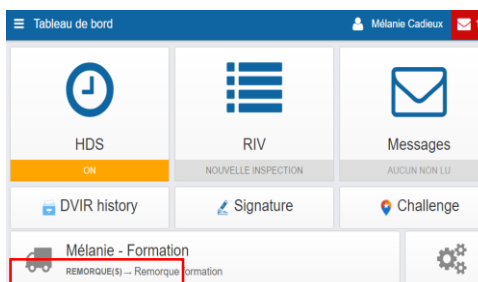 Tableau de bord
Mélanie Cadieux
HDS
RIV
Messages
ON
NOUVELLE INSPECTION
AUCUN NON LU
DVIR history
Signature
Challenge
Mélanie - Formation
REMORQUE(S) → Remorque formation